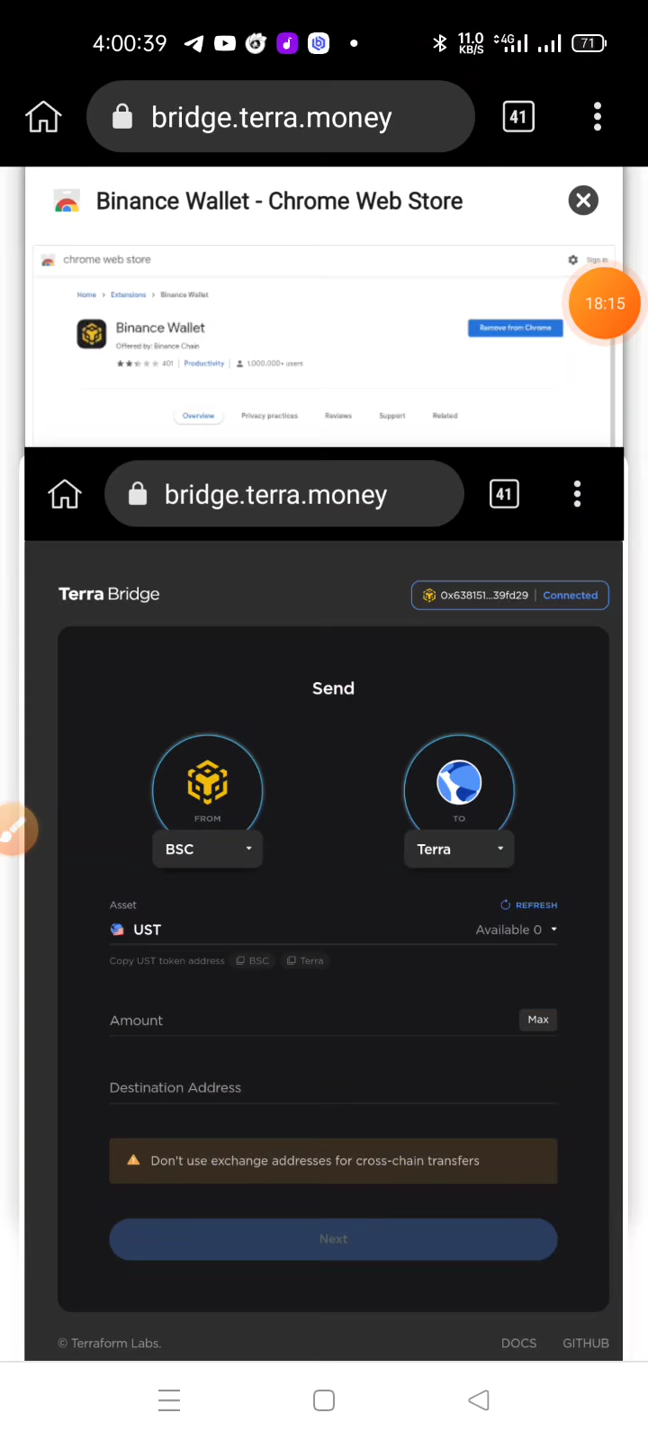 4:00:39
11.0
KB/S
4G
71
bridge.terra.money
41
Binance Wallet - Chrome Web Store
chrome web store
Sign in
Home > Extensions > Binance Wallet
Binance Wallet
Remove from Chrome
18:15
Offered by: Binance Chain
401 | Productivity | 1,000,000+ users
Overview Privacy practices Reviews Support Related
bridge.terra.money
41
Terra Bridge
0x638151...39fd29 | Connected
Send
FROM
TO
BSC
Terra
Asset
REFRESH
UST
Available 0
Copy UST token address BSC Terra
Amount
Max
Destination Address
Don't use exchange addresses for cross-chain transfers
Next
© Terraform Labs.
DOCS
GITHUB